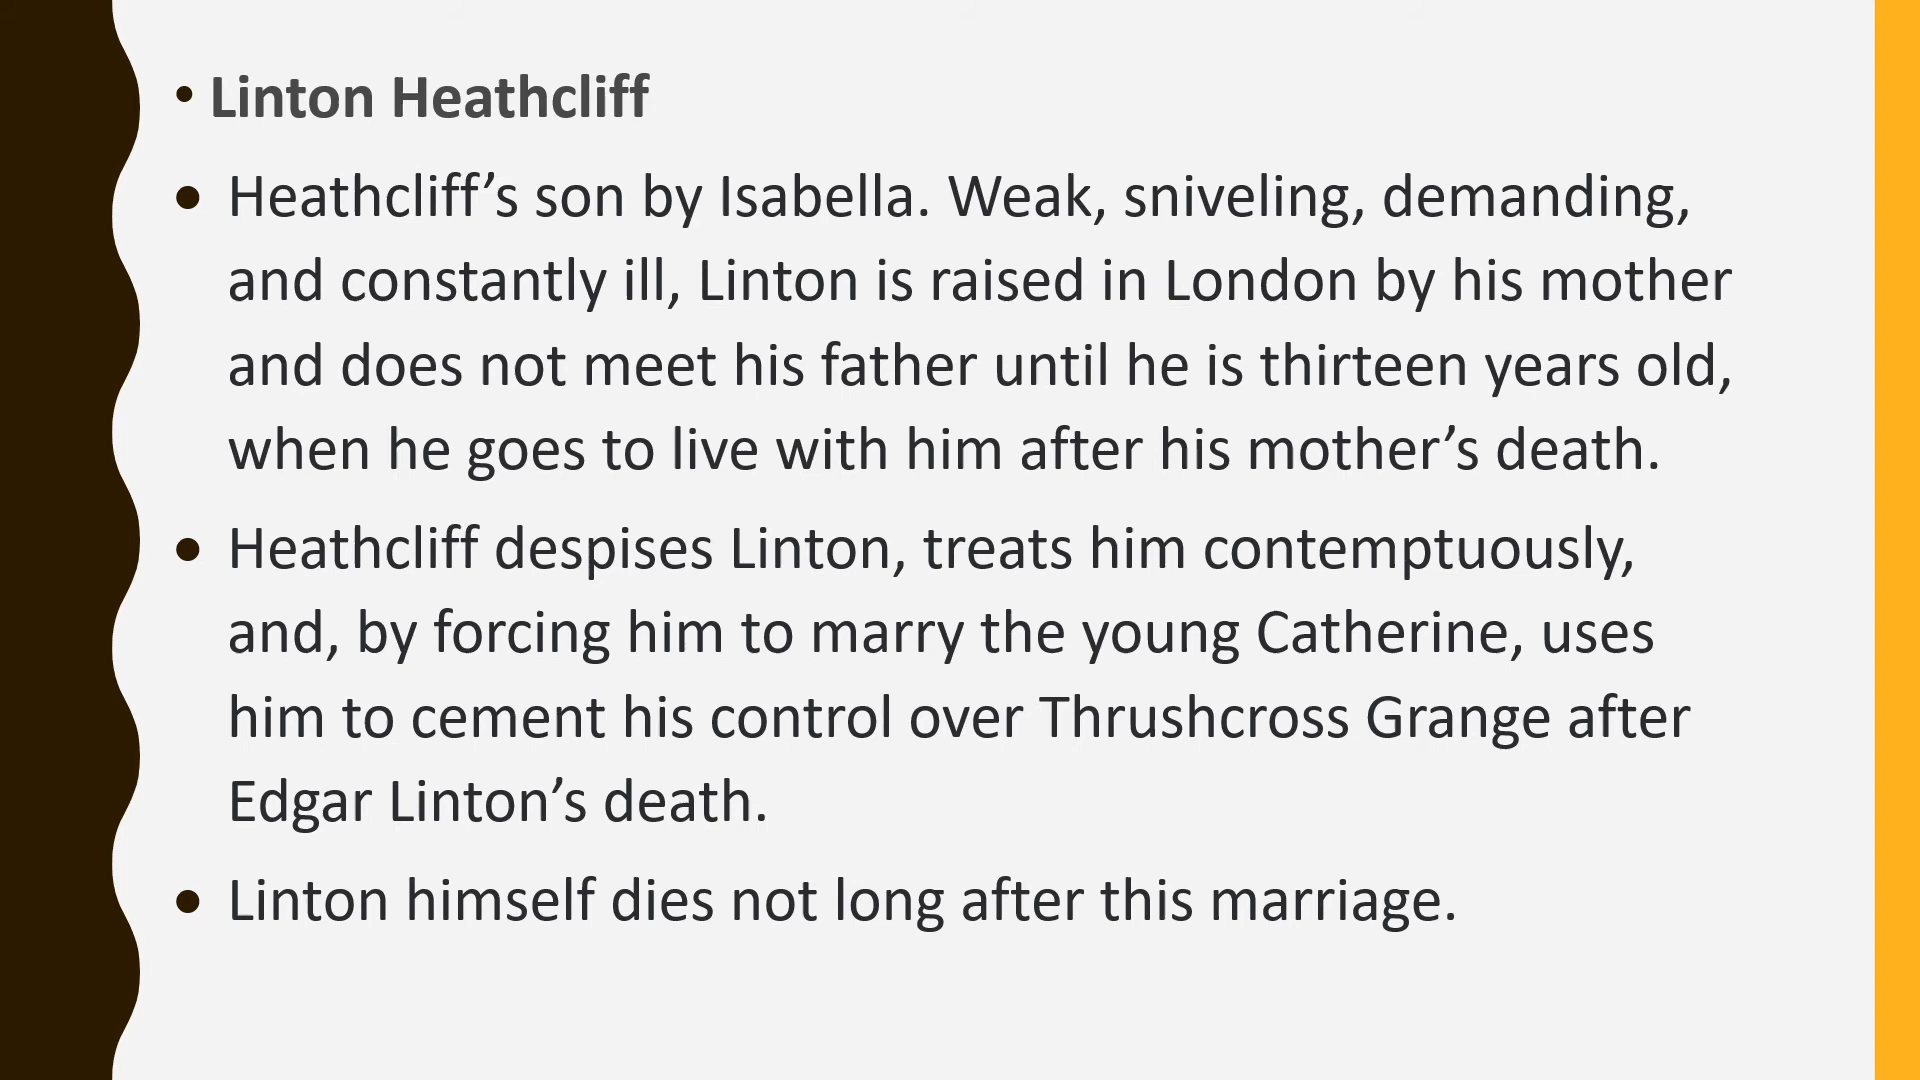 • Linton Heathcliff
• Heathcliff’s son by Isabella. Weak, sniveling, demanding,
and constantly ill, Linton is raised in London by his mother
and does not meet his father until he is thirteen years old,
when he goes to live with him after his mother’s death.
• Heathcliff despises Linton, treats him contemptuously,
and, by forcing him to marry the young Catherine, uses
him to cement his control over Thrushcross Grange after
Edgar Linton’s death.
• Linton himself dies not long after this marriage.